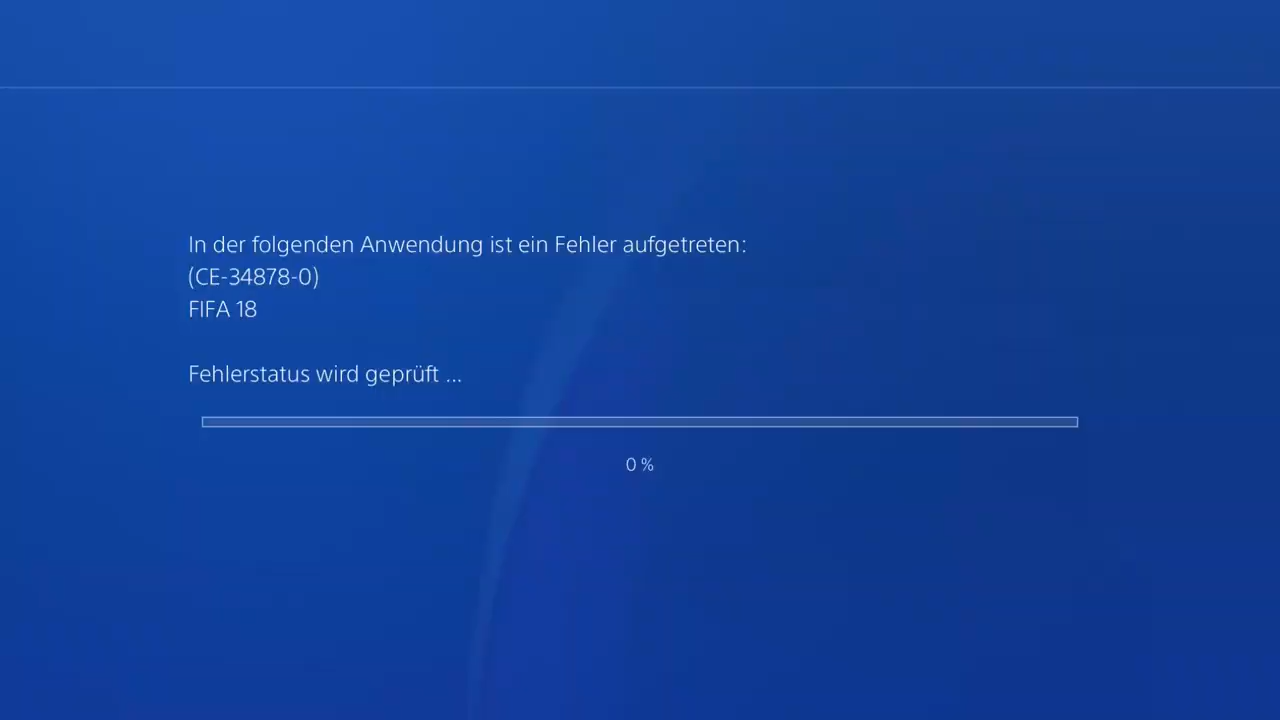 In der folgenden Anwendung ist ein Fehler aufgetreten:
(CE-34878-0)
FIFA 18
Fehlerstatus wird geprüft ...
0 %